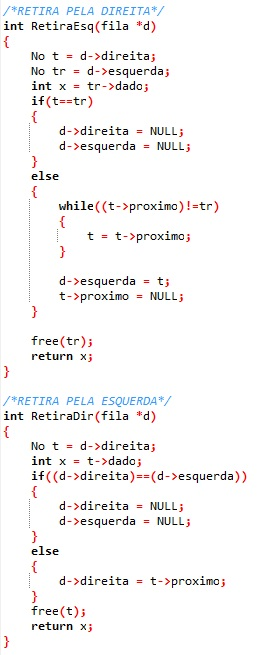 /*RETIRA PELA DIREITA*/
int RetiraEsq(fila *d)
{
    No t = d->direita;
    No tr = d->esquerda;
    int x = tr->dado;
    if(t==tr)
    {
        d->direita = NULL;
        d->esquerda = NULL;
    }
    else
    {
        while((t->proximo)!=tr)
        {
            t = t->proximo;
        }

        d->esquerda = t;
        t->proximo = NULL;
    }

    free(tr);
    return x;
}

/*RETIRA PELA ESQUERDA*/
int RetiraDir(fila *d)
{
    No t = d->direita;
    int x = t->dado;
    if((d->direita)==(d->esquerda))
    {
        d->direita = NULL;
        d->esquerda = NULL;
    }
    else
    {
        d->direita = t->proximo;
    }
    free(t);
    return x;
}